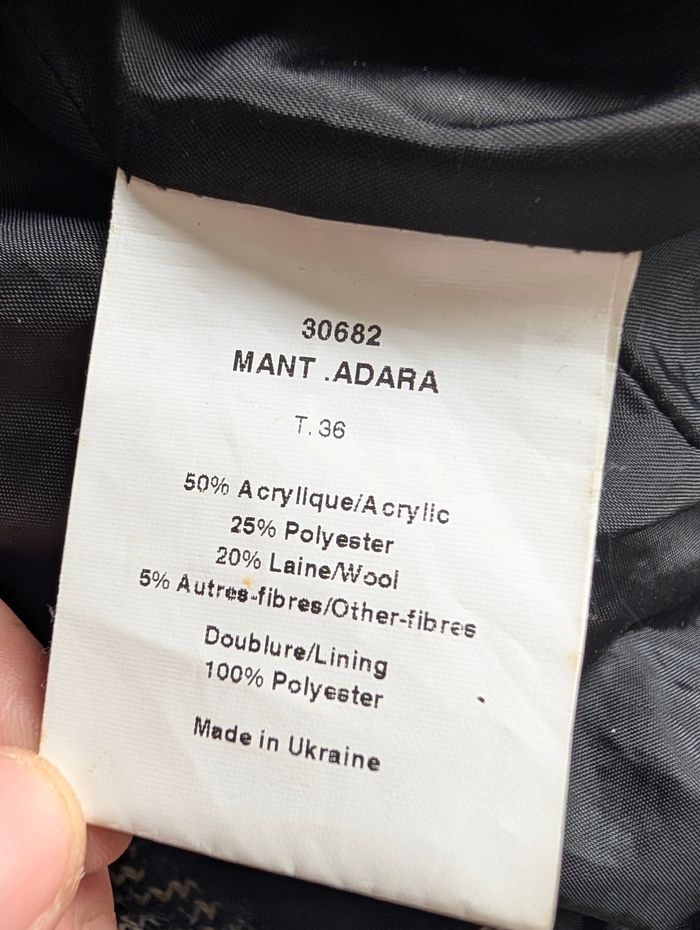 30682
MANT .ADARA
T. 36
50% Acrylique/Acrylic
25% Polyester
20% Laine/Wool
5% Autres-fibres/Other-fibres
Doublure/Lining
100% Polyester
Made in Ukraine